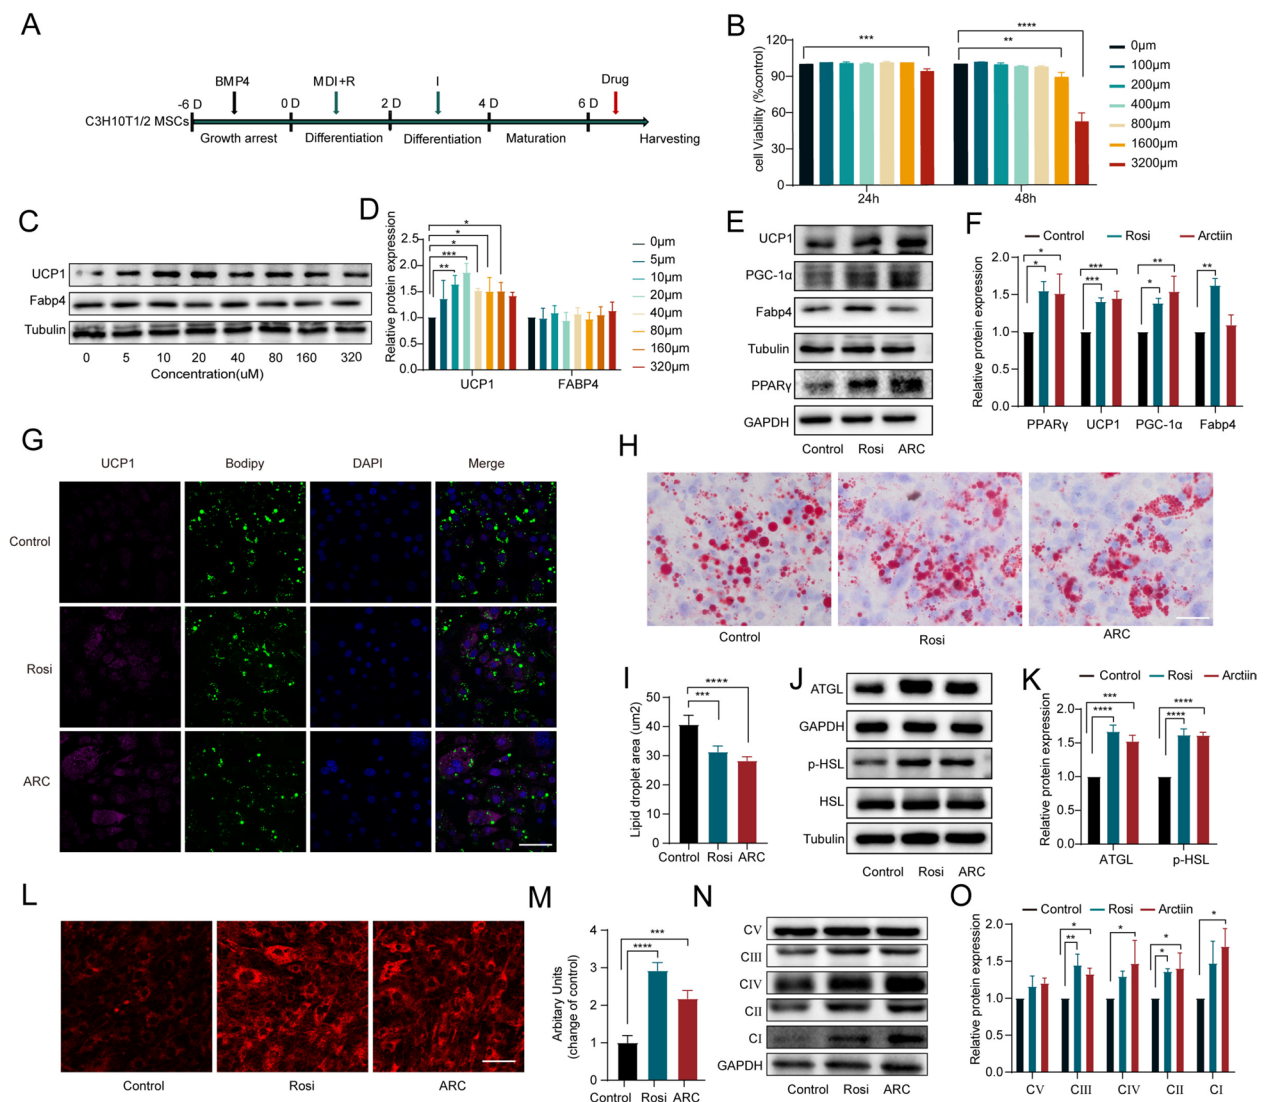 A
BMP4
MDI+R
I
Drug
-6 D
0 D
2 D
4 D
6 D
C3H10T1/2 MSCs
Growth arrest
Differentiation
Differentiation
Maturation
Harvesting
B
cell Viability (%control)
120
90
60
30
0
***
****
**
24h
48h
0μm
100μm
200μm
400μm
800μm
1600μm
3200μm
C
UCP1
Fabp4
Tubulin
0 5 10 20 40 80 160 320
Concentration(uM)
D
Relative protein expression
2.5
2.0
1.5
1.0
0.5
0.0
*
*
*
***
**
UCP1
FABP4
0μm
5μm
10μm
20μm
40μm
80μm
160μm
320μm
E
UCP1
PGC-1α
Fabp4
Tubulin
PPARγ
GAPDH
Control Rosi ARC
F
Control Rosi Arctiin
Relative protein expression
2.0
1.5
1.0
0.5
0.0
*
*
***
***
**
*
**
PPARγ UCP1 PGC-1α Fabp4
G
UCP1 Bodipy DAPI Merge
Control
Rosi
ARC
H
Control
Rosi
ARC
I
Lipid droplet area (um2)
50
40
30
20
10
0
****
***
Control Rosi ARC
J
ATGL
GAPDH
p-HSL
HSL
Tubulin
Control Rosi ARC
K
Control Rosi Arctiin
Relative protein expression
2.0
1.5
1.0
0.5
0.0
***
****
****
****
ATGL p-HSL
L
Control Rosi ARC
M
Arbitary Units
(change of control)
4
3
2
1
0
***
****
Control Rosi ARC
N
CV
CIII
CIV
CII
CI
GAPDH
Control Rosi ARC
O
Control Rosi Arctiin
Relative protein expression
2.0
1.5
1.0
0.5
0.0
*
**
*
*
*
*
CV CIII CIV CII CI